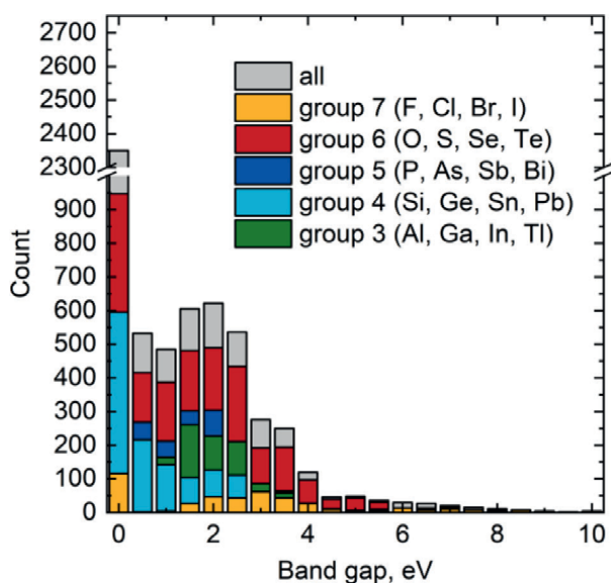 2700
2600
2500
2400
2300
900
800
700
600
500
400
300
200
100
0
Count
all
group 7 (F, Cl, Br, I)
group 6 (O, S, Se, Te)
group 5 (P, As, Sb, Bi)
group 4 (Si, Ge, Sn, Pb)
group 3 (Al, Ga, In, Tl)
0 2 4 6 8 10
Band gap, eV